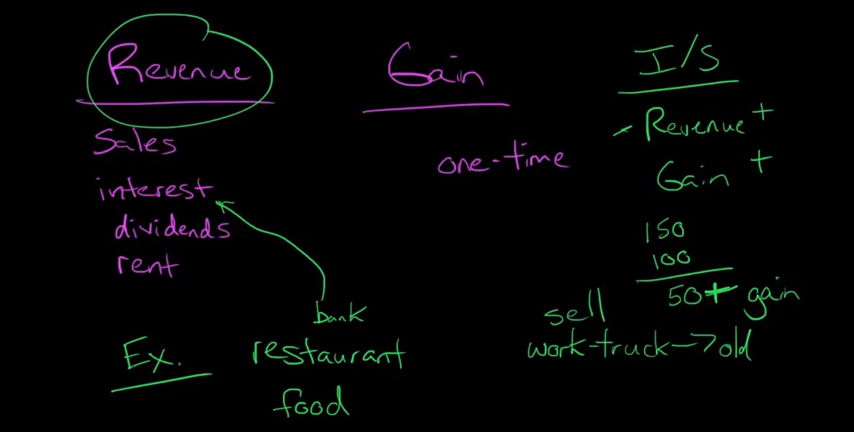 Revenue
Sales
interest
dividends
rent
Ex.
bank
restaurant
food
Gain
one-time
I/S
- Revenue +
Gain +
150
100
50+ gain
sell
work-truck → old